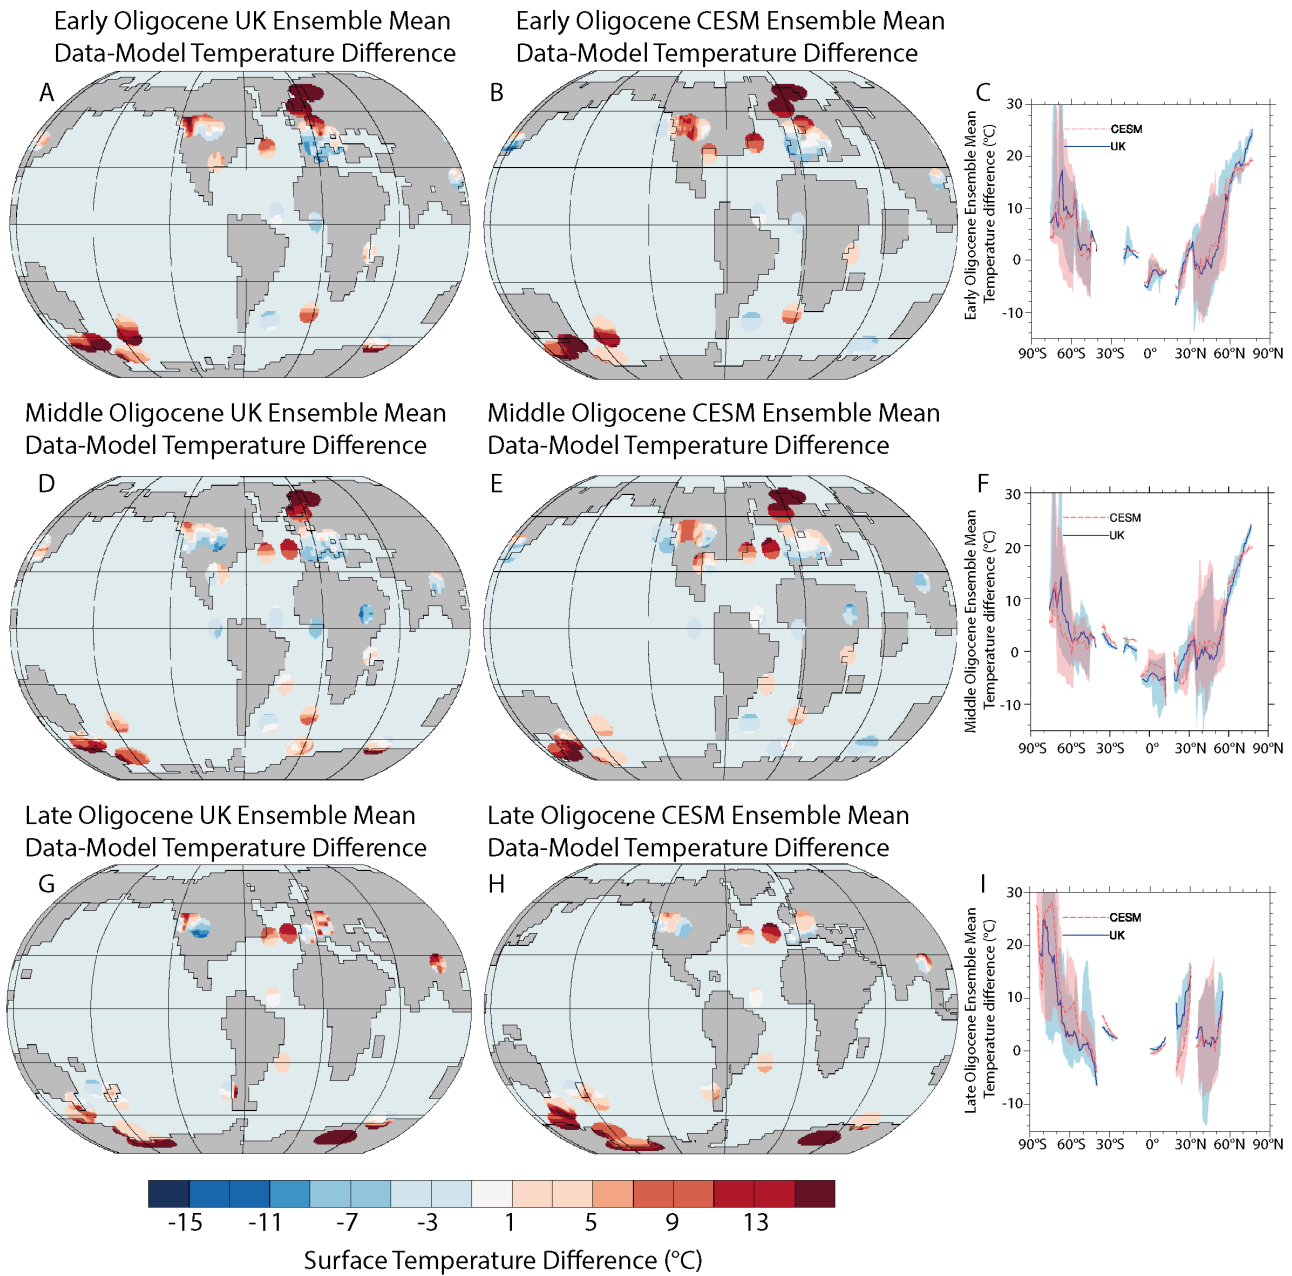 Early Oligocene UK Ensemble Mean
Data-Model Temperature Difference
Early Oligocene CESM Ensemble Mean
Data-Model Temperature Difference
A
B
C
Early Oligocene Ensemble Mean
Temperature difference (°C)
30
20
10
0
-10
CESM
UK
90°S 60°S 30°S 0° 30°N 60°N 90°N
Middle Oligocene UK Ensemble Mean
Data-Model Temperature Difference
Middle Oligocene CESM Ensemble Mean
Data-Model Temperature Difference
D
E
F
Middle Oligocene Ensemble Mean
Temperature difference (°C)
30
20
10
0
-10
CESM
UK
90°S 60°S 30°S 0° 30°N 60°N 90°N
Late Oligocene UK Ensemble Mean
Data-Model Temperature Difference
Late Oligocene CESM Ensemble Mean
Data-Model Temperature Difference
G
H
I
Late Oligocene Ensemble Mean
Temperature difference (°C)
30
20
10
0
-10
CESM
UK
90°S 60°S 30°S 0° 30°N 60°N 90°N
-15 -11 -7 -3 1 5 9 13
Surface Temperature Difference (°C)